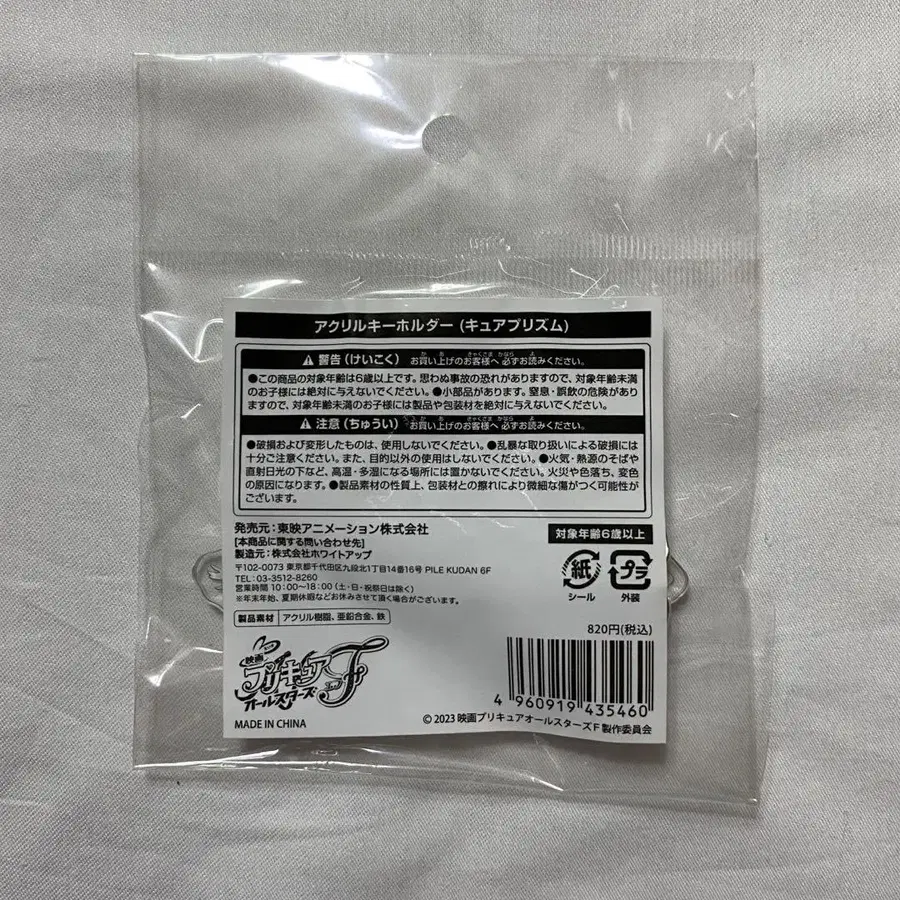 アクリルキーホルダー (キュアプリズム)
⚠ 警告 (けいこく) お買い上げのお客様へ 必ずお読みください。
●この商品の対象年齢は6歳以上です。思わぬ事故の恐れがありますので、対象年齢未満
のお子様には絶対に与えないでください。●小部品があります。窒息・誤飲の危険があり
ますので、対象年齢未満のお子様には製品や包装材を絶対に与えないでください。
⚠ 注意 (ちゅうい) お買い上げのお客様へ 必ずお読みください。
●破損および変形したものは、使用しないでください。●乱暴な取り扱いによる破損には
十分ご注意ください。また、目的以外の使用はしないでください。●火気・熱源のそばや
直射日光の下など、高温・多湿になる場所には置かないでください。火災や色落ち、変色
の原因になります。●製品素材の性質上、包装材との擦れにより微細な傷がつく可能性が
ございます。
発売元:東映アニメーション株式会社
[本商品に関する問い合わせ先]
製造元:株式会社ホワイトアップ
〒102-0073 東京都千代田区九段北1丁目14番16号 PILE KUDAN 6F
TEL:03-3512-8260
営業時間 10:00~18:00 (土・日・祝祭日は除く)
※年末年始、夏期休暇などお休みさせて頂く場合がございます。
対象年齢6歳以上
紙 プラ
シール 外装
製品素材 アクリル樹脂、亜鉛合金、鉄
820円(税込)
映画
プリキュア
オールスターズ
F
4 960919 435460
MADE IN CHINA
© 2023 映画プリキュアオールスターズF製作委員会